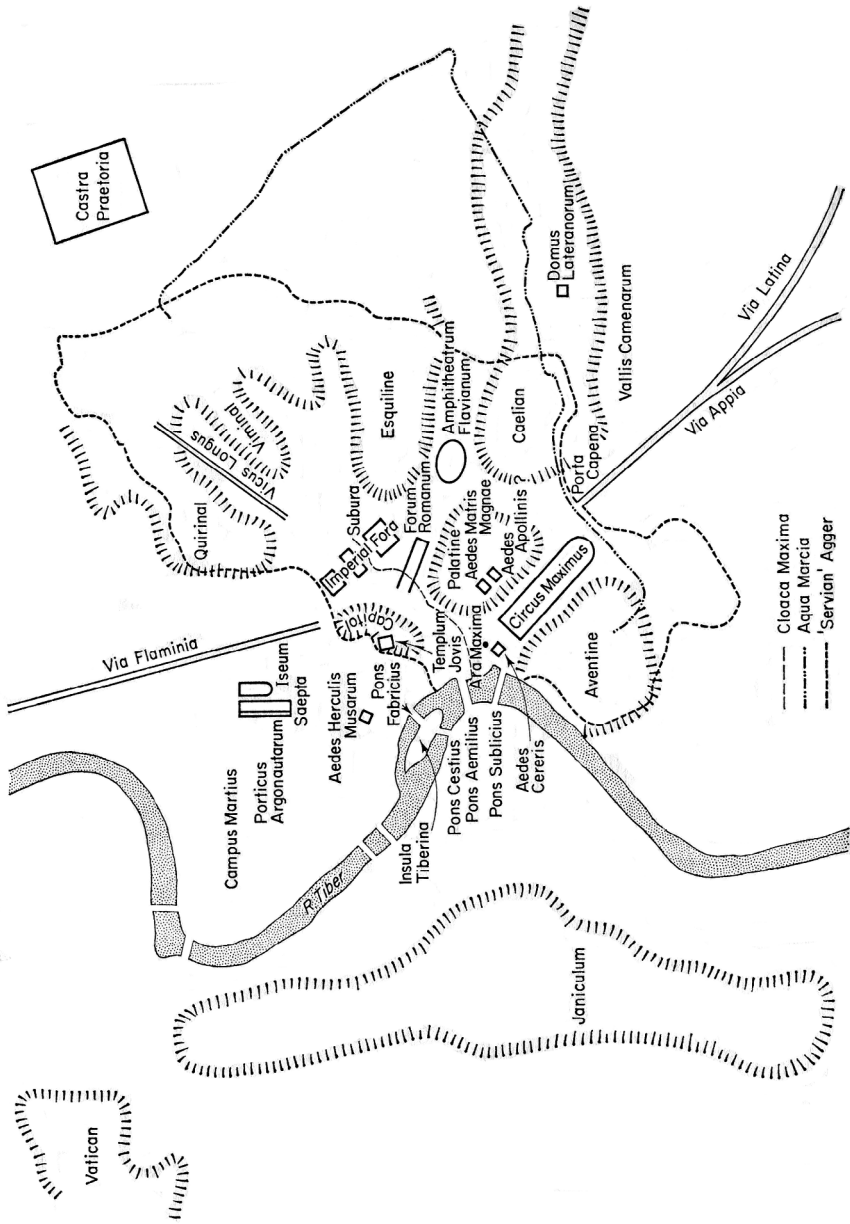 Castra
Praetoria
Quirinal
Vicus Longus
Viminal
Esquiline
Subura
Imperial Fora
Forum
Romanum
Amphitheatrum
Flavianum
Caelian
Domus
Lateranorum
Vallis Camenarum
Via Latina
Via Appia
Porta
Capena
Palatine
Aedes Matris
Magnae
Aedes
Apollinis ?
Circus Maximus
Aventine
Via Flaminia
Capitol
Templum
Jovis
Ara Maxima
Iseum
Saepta
Porticus
Argonautarum
Campus Martius
Aedes Herculis
Musarum
Pons
Fabricius
Insula
Tiberina
Pons Cestius
Pons Aemilius
Pons Sublicius
Aedes
Cereris
R. Tiber
Janiculum
Vatican
Cloaca Maxima
Aqua Marcia
'Servian' Agger